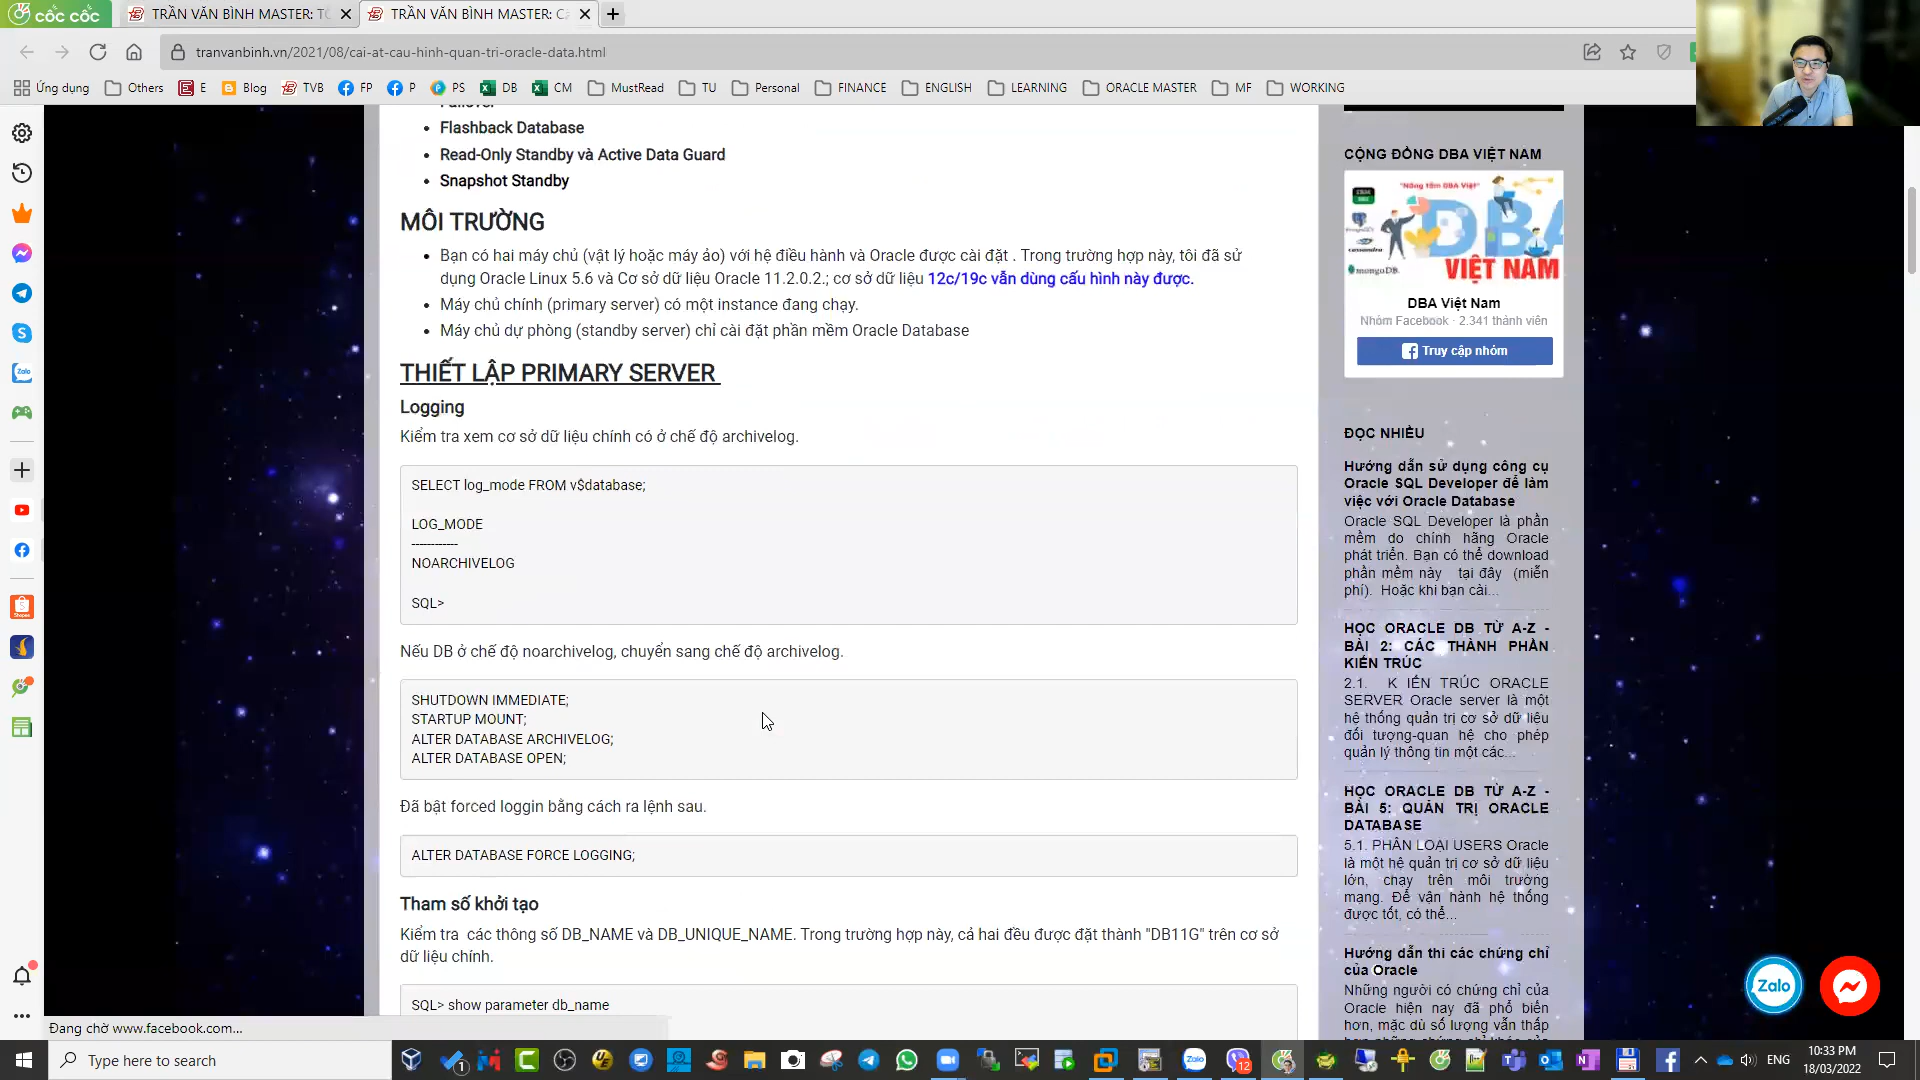 cốc cốc
TRẦN VĂN BÌNH MASTER: TỔ
TRẦN VĂN BÌNH MASTER: Cà
tranvanbinh.vn/2021/08/cai-at-cau-hinh-quan-tri-oracle-data.html
Ứng dụng
Others
E
Blog
TVB
FP
P
PS
DB
CM
MustRead
TU
Personal
FINANCE
ENGLISH
LEARNING
ORACLE MASTER
MF
WORKING
Failover
Flashback Database
Read-Only Standby và Active Data Guard
Snapshot Standby
MÔI TRƯỜNG
Bạn có hai máy chủ (vật lý hoặc máy ảo) với hệ điều hành và Oracle được cài đặt . Trong trường hợp này, tôi đã sử
dụng Oracle Linux 5.6 và Cơ sở dữ liệu Oracle 11.2.0.2.; cơ sở dữ liệu 12c/19c vẫn dùng cấu hình này được.
Máy chủ chính (primary server) có một instance đang chạy.
Máy chủ dự phòng (standby server) chỉ cài đặt phần mềm Oracle Database
THIẾT LẬP PRIMARY SERVER
Logging
Kiểm tra xem cơ sở dữ liệu chính có ở chế độ archivelog.
SELECT log_mode FROM v$database;
LOG_MODE
------------
NOARCHIVELOG
SQL>
Nếu DB ở chế độ noarchivelog, chuyển sang chế độ archivelog.
SHUTDOWN IMMEDIATE;
STARTUP MOUNT;
ALTER DATABASE ARCHIVELOG;
ALTER DATABASE OPEN;
Đã bật forced loggin bằng cách ra lệnh sau.
ALTER DATABASE FORCE LOGGING;
Tham số khởi tạo
Kiểm tra các thông số DB_NAME và DB_UNIQUE_NAME. Trong trường hợp này, cả hai đều được đặt thành "DB11G" trên cơ sở
dữ liệu chính.
SQL> show parameter db_name
CỘNG ĐỒNG DBA VIỆT NAM
"Nâng tầm DBA Việt"
cassandra
mongoDB
DBA
VIỆT NAM
DBA Việt Nam
Nhóm Facebook · 2.341 thành viên
Truy cập nhóm
ĐỌC NHIỀU
Hướng dẫn sử dụng công cụ
Oracle SQL Developer để làm
việc với Oracle Database
Oracle SQL Developer là phần
mềm do chính hãng Oracle
phát triển. Bạn có thể download
phần mềm này tại đây (miễn
phí). Hoặc khi bạn cài...
HỌC ORACLE DB TỪ A-Z -
BÀI 2: CÁC THÀNH PHẦN
KIẾN TRÚC
2.1. K IẾN TRÚC ORACLE
SERVER Oracle server là một
hệ thống quản trị cơ sở dữ liệu
đối tượng-quan hệ cho phép
quản lý thông tin một các...
HỌC ORACLE DB TỪ A-Z -
BÀI 5: QUẢN TRỊ ORACLE
DATABASE
5.1. PHÂN LOẠI USERS Oracle
là một hệ quản trị cơ sở dữ liệu
lớn, chạy trên môi trường
mạng. Để vận hành hệ thống
được tốt, có thể...
Hướng dẫn thi các chứng chỉ
của Oracle
Những người có chứng chỉ của
Oracle hiện nay đã phổ biến
hơn, mặc dù số lượng vẫn thấp
Zalo
Đang chờ www.facebook.com...
Type here to search
1
Zalo
12
ENG
10:33 PM
18/03/2022